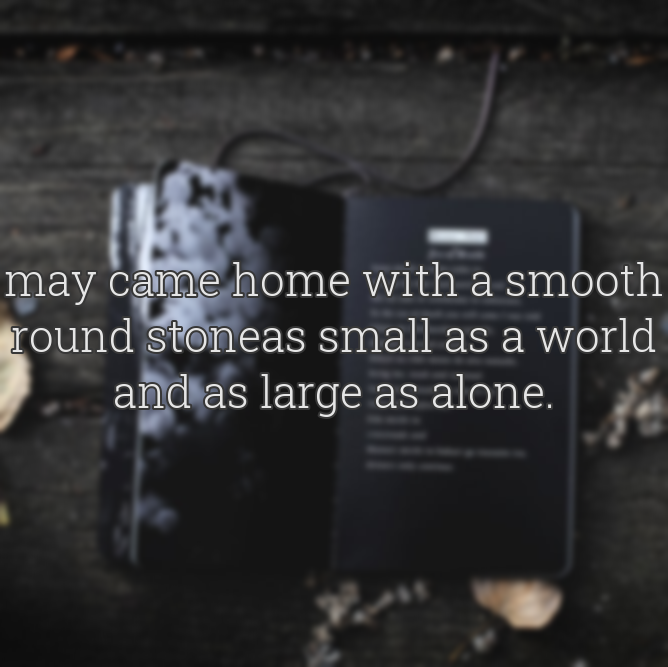 may came home with a smooth
round stoneas small as a world
and as large as alone.